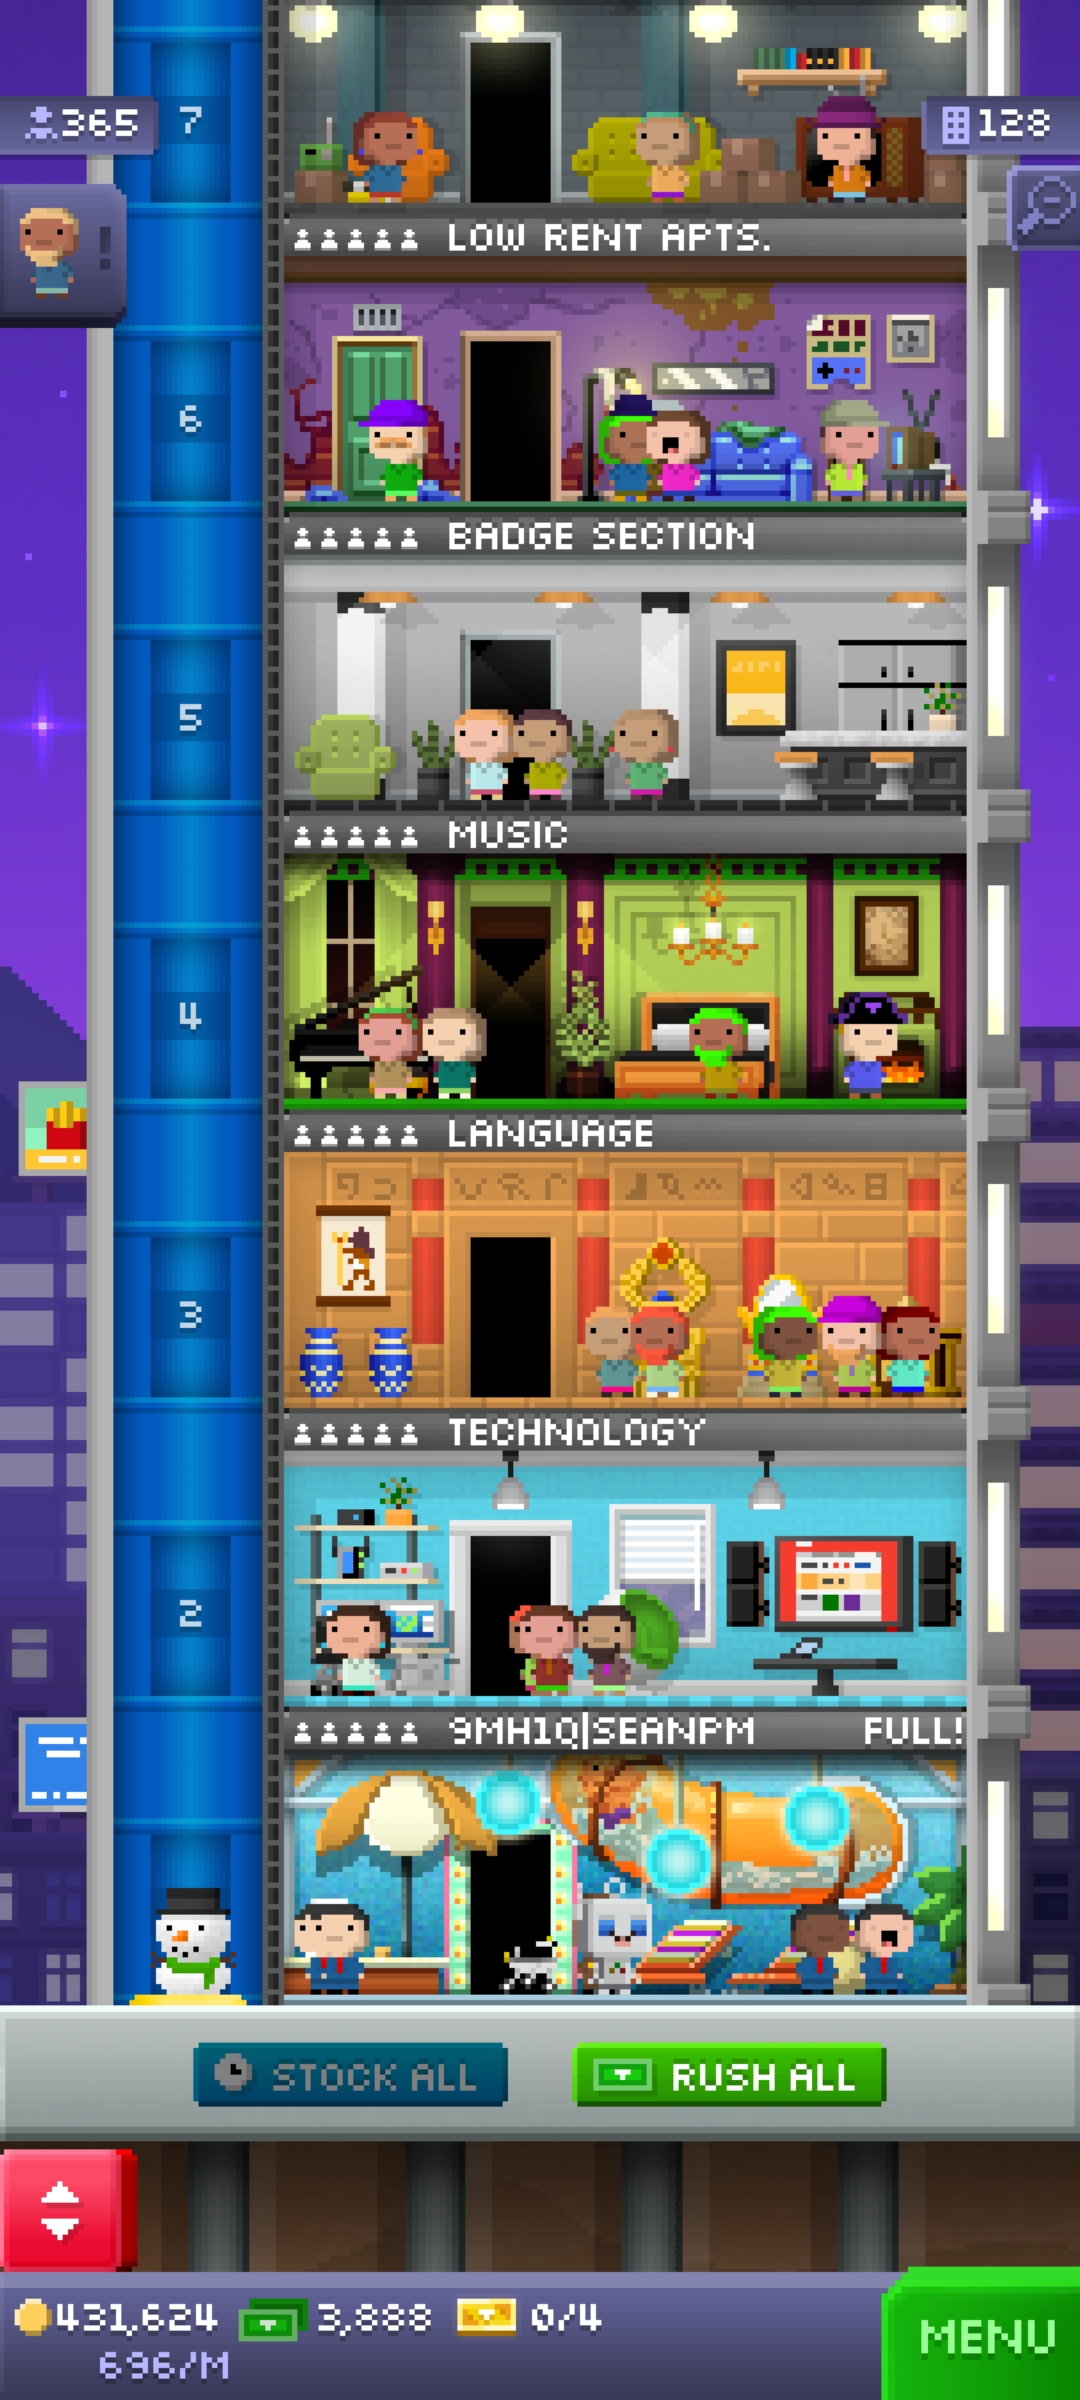 365
7
128
LOW RENT APTS.
6
BADGE SECTION
5
MUSIC
4
LANGUAGE
3
TECHNOLOGY
2
9MH1Q|SEANPM FULL!
STOCK ALL
RUSH ALL
431,624
3,888
0/4
696/M
MENU